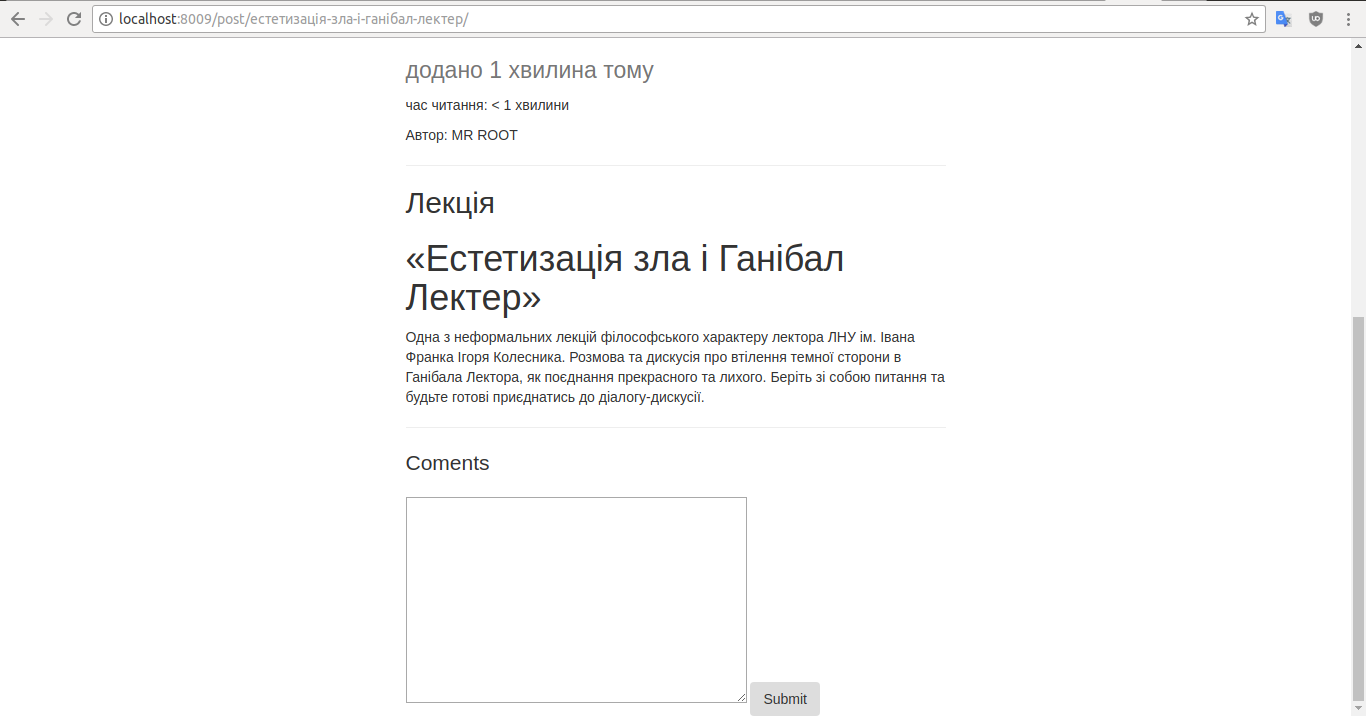 localhost:8009/post/естетизація-зла-і-ганібал-лектер/
додано 1 хвилина тому
час читання: < 1 хвилини
Автор: MR ROOT
Лекція
«Естетизація зла і Ганібал
Лектер»
Одна з неформальних лекцій філософського характеру лектора ЛНУ ім. Івана
Франка Ігоря Колесника. Розмова та дискусія про втілення темної сторони в
Ганібала Лектора, як поєднання прекрасного та лихого. Беріть зі собою питання та
будьте готові приєднатись до діалогу-дискусії.
Coments
Submit